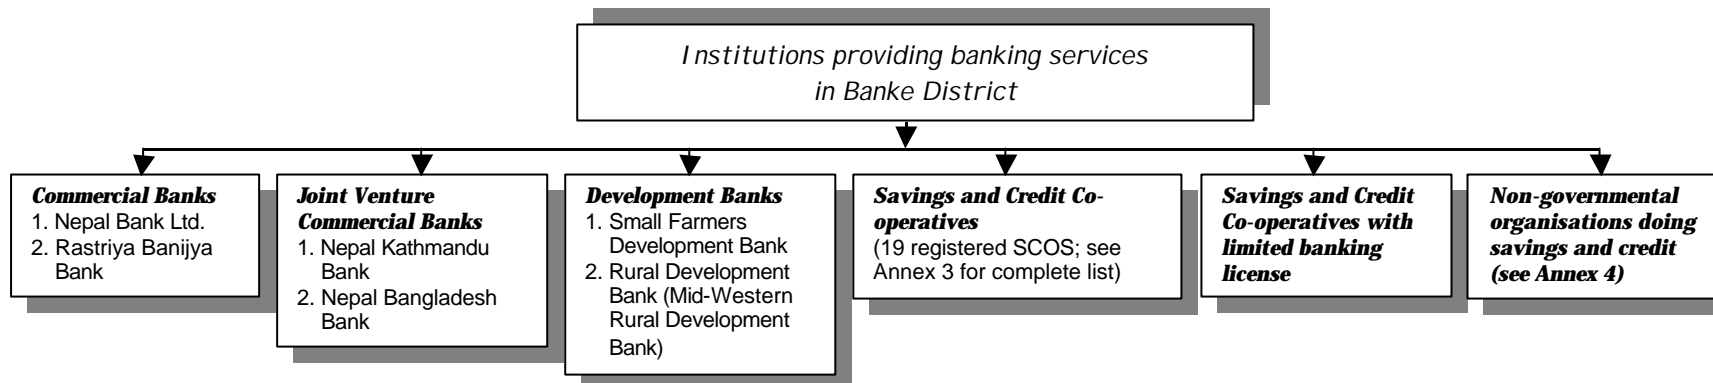 Institutions providing banking services
in Banke District
Commercial Banks
1. Nepal Bank Ltd.
2. Rastriya Banijya
Bank
Joint Venture
Commercial Banks
1. Nepal Kathmandu
Bank
2. Nepal Bangladesh
Bank
Development Banks
1. Small Farmers
Development Bank
2. Rural Development
Bank (Mid-Western
Rural Development
Bank)
Savings and Credit Co-
operatives
(19 registered SCOS; see
Annex 3 for complete list)
Savings and Credit
Co-operatives with
limited banking
license
Non-governmental
organisations doing
savings and credit
(see Annex 4)